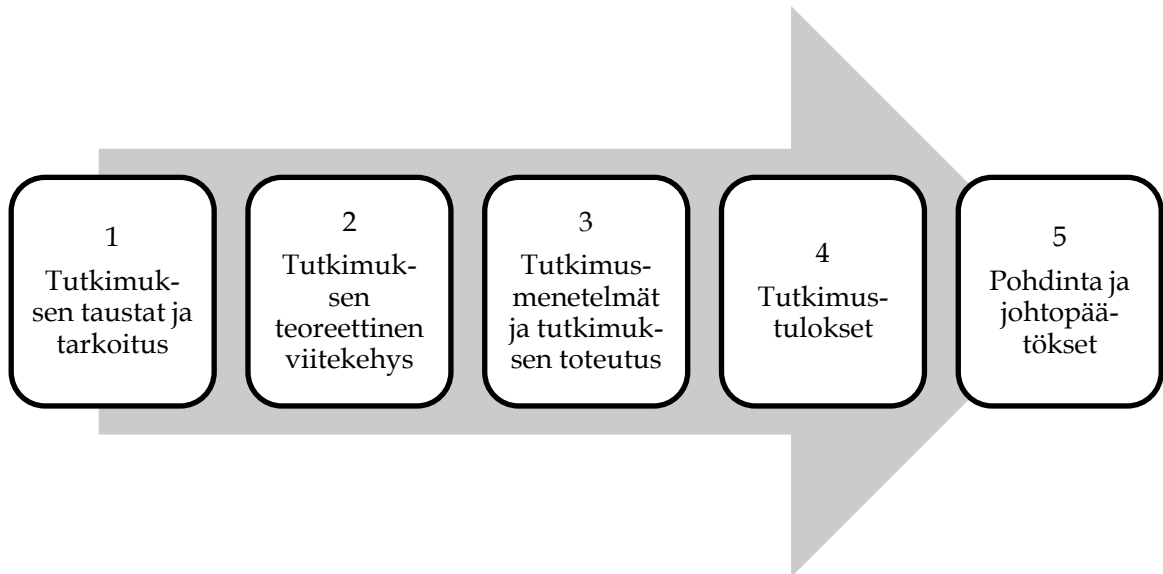 1
Tutkimuk-
sen taustat ja
tarkoitus
2
Tutkimuk-
sen
teoreettinen
viitekehys
3
Tutkimus-
menetelmät
ja tutkimuk-
sen toteutus
4
Tutkimus-
tulokset
5
Pohdinta ja
johtopää-
tökset